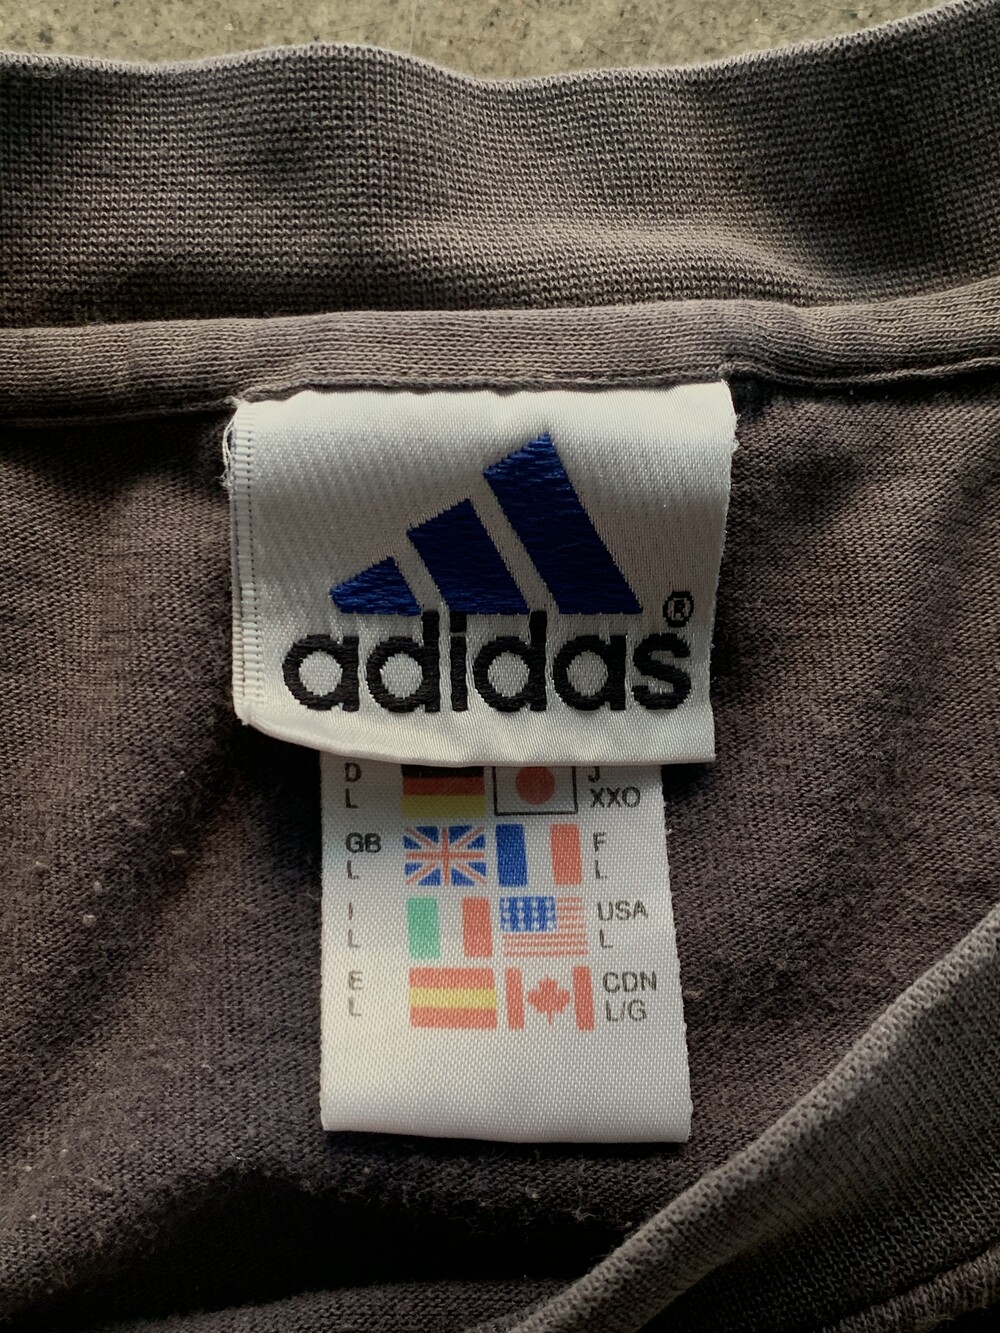 adidas®
D J
L XXO
GB F
L L
I USA
L L
E CDN
L L/G